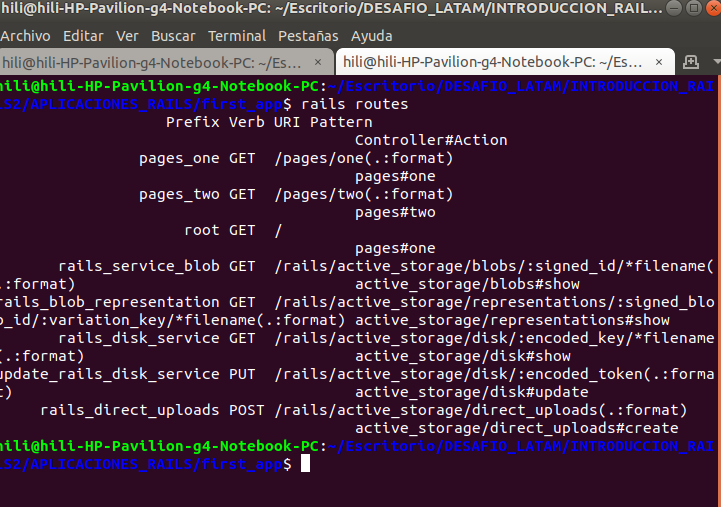 hili@hili-HP-Pavilion-g4-Notebook-PC: ~/Escritorio/DESAFIO_LATAM/INTRODUCCION_RAIL...
Archivo Editar Ver Buscar Terminal Pestañas Ayuda
hili@hili-HP-Pavilion-g4-Notebook-PC: ~/Es... × hili@hili-HP-Pavilion-g4-Notebook-PC: ~/Es... ×
hili@hili-HP-Pavilion-g4-Notebook-PC:~/Escritorio/DESAFIO_LATAM/INTRODUCCION_RAI
LS2/APLICACIONES_RAILS/first_app$ rails routes
Prefix Verb URI Pattern
Controller#Action
pages_one GET /pages/one(.:format)
pages#one
pages_two GET /pages/two(.:format)
pages#two
root GET /
pages#one
rails_service_blob GET /rails/active_storage/blobs/:signed_id/*filename(
.:format) active_storage/blobs#show
rails_blob_representation GET /rails/active_storage/representations/:signed_blo
b_id/:variation_key/*filename(.:format) active_storage/representations#show
rails_disk_service GET /rails/active_storage/disk/:encoded_key/*filename
(.:format) active_storage/disk#show
update_rails_disk_service PUT /rails/active_storage/disk/:encoded_token(.:forma
t) active_storage/disk#update
rails_direct_uploads POST /rails/active_storage/direct_uploads(.:format)
active_storage/direct_uploads#create
hili@hili-HP-Pavilion-g4-Notebook-PC:~/Escritorio/DESAFIO_LATAM/INTRODUCCION_RAI
LS2/APLICACIONES_RAILS/first_app$